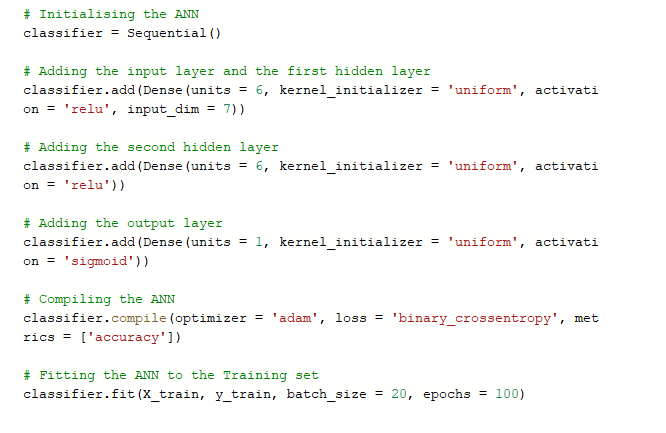 # Initialising the ANN
classifier = Sequential()
# Adding the input layer and the first hidden layer
classifier.add(Dense(units = 6, kernel_initializer = 'uniform', activati
on = 'relu', input_dim = 7))
# Adding the second hidden layer
classifier.add(Dense(units = 6, kernel_initializer = 'uniform', activati
on = 'relu'))
# Adding the output layer
classifier.add(Dense(units = 1, kernel_initializer = 'uniform', activati
on = 'sigmoid'))
# Compiling the ANN
classifier.compile(optimizer = 'adam', loss = 'binary_crossentropy', met
rics = ['accuracy'])
# Fitting the ANN to the Training set
classifier.fit(X_train, y_train, batch_size = 20, epochs = 100)